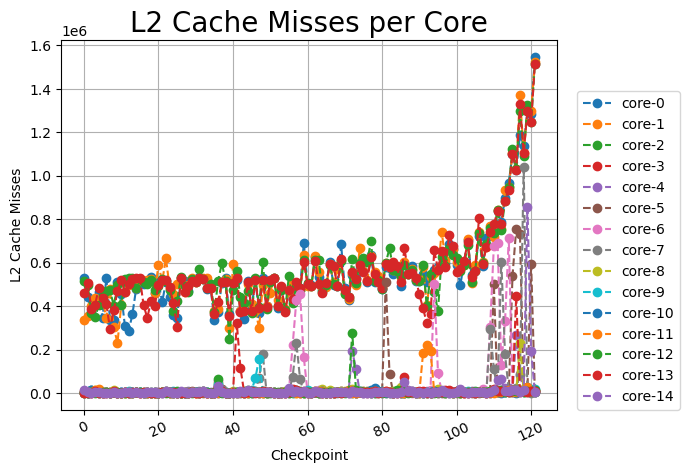 L2 Cache Misses per Core
1e6
1.6
1.4
1.2
1.0
0.8
0.6
0.4
0.2
0.0
L2 Cache Misses
0 20 40 60 80 100 120
Checkpoint
core-0
core-1
core-2
core-3
core-4
core-5
core-6
core-7
core-8
core-9
core-10
core-11
core-12
core-13
core-14